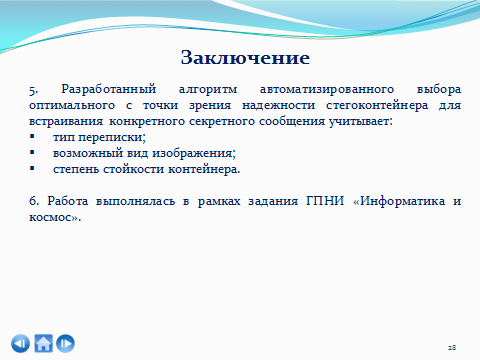 Заключение
5. Разработанный алгоритм автоматизированного выбора
оптимального с точки зрения надежности стегоконтейнера для
встраивания конкретного секретного сообщения учитывает:
▪ тип переписки;
▪ возможный вид изображения;
▪ степень стойкости контейнера.
6. Работа выполнялась в рамках задания ГПНИ «Информатика и
космос».
28